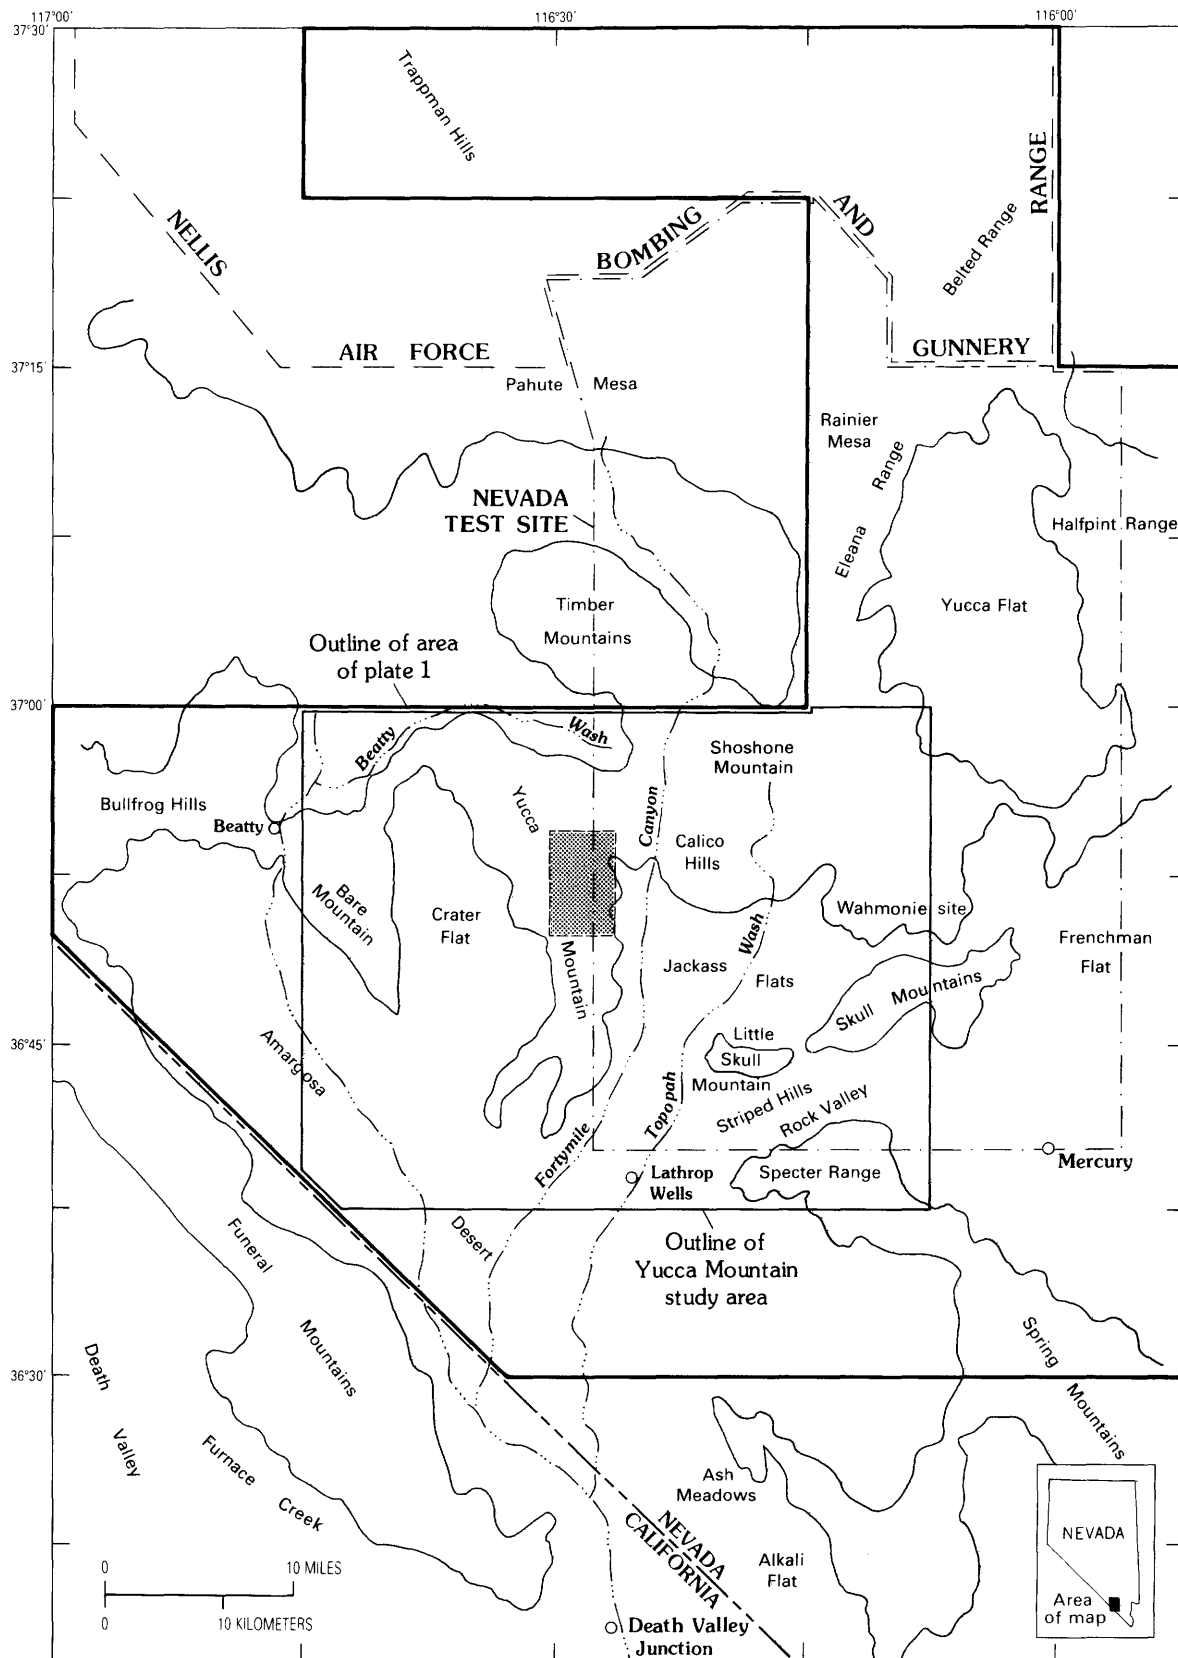 117°00'
116°30'
116°00'
37°30'
Trappman Hills
NELLIS
BOMBING
AND
RANGE
Belted Range
AIR FORCE
GUNNERY
37°15'
Pahute Mesa
Rainier
Mesa
Eleana Range
NEVADA
TEST SITE
Halfpint Range
Timber
Mountains
Yucca Flat
Outline of area
of plate 1
37°00'
Beatty Wash
Shoshone
Mountain
Bullfrog Hills
Beatty
Yucca
Mountain
Canyon
Calico
Hills
Bare
Mountain
Crater
Flat
Wahmonie site
Wash
Frenchman
Flat
Jackass
Flats
Skull Mountains
36°45'
Amargosa
Little
Skull
Mountain
Striped Hills
Rock Valley
Topopah
Fortymile
Mercury
Lathrop
Wells
Specter Range
Desert
Funeral
Mountains
Outline of
Yucca Mountain
study area
Spring
Mountains
36°30'
Death
Valley
Furnace
Creek
Ash
Meadows
NEVADA
CALIFORNIA
Alkali
Flat
NEVADA
Area
of map
0 10 MILES
0 10 KILOMETERS
Death Valley
Junction